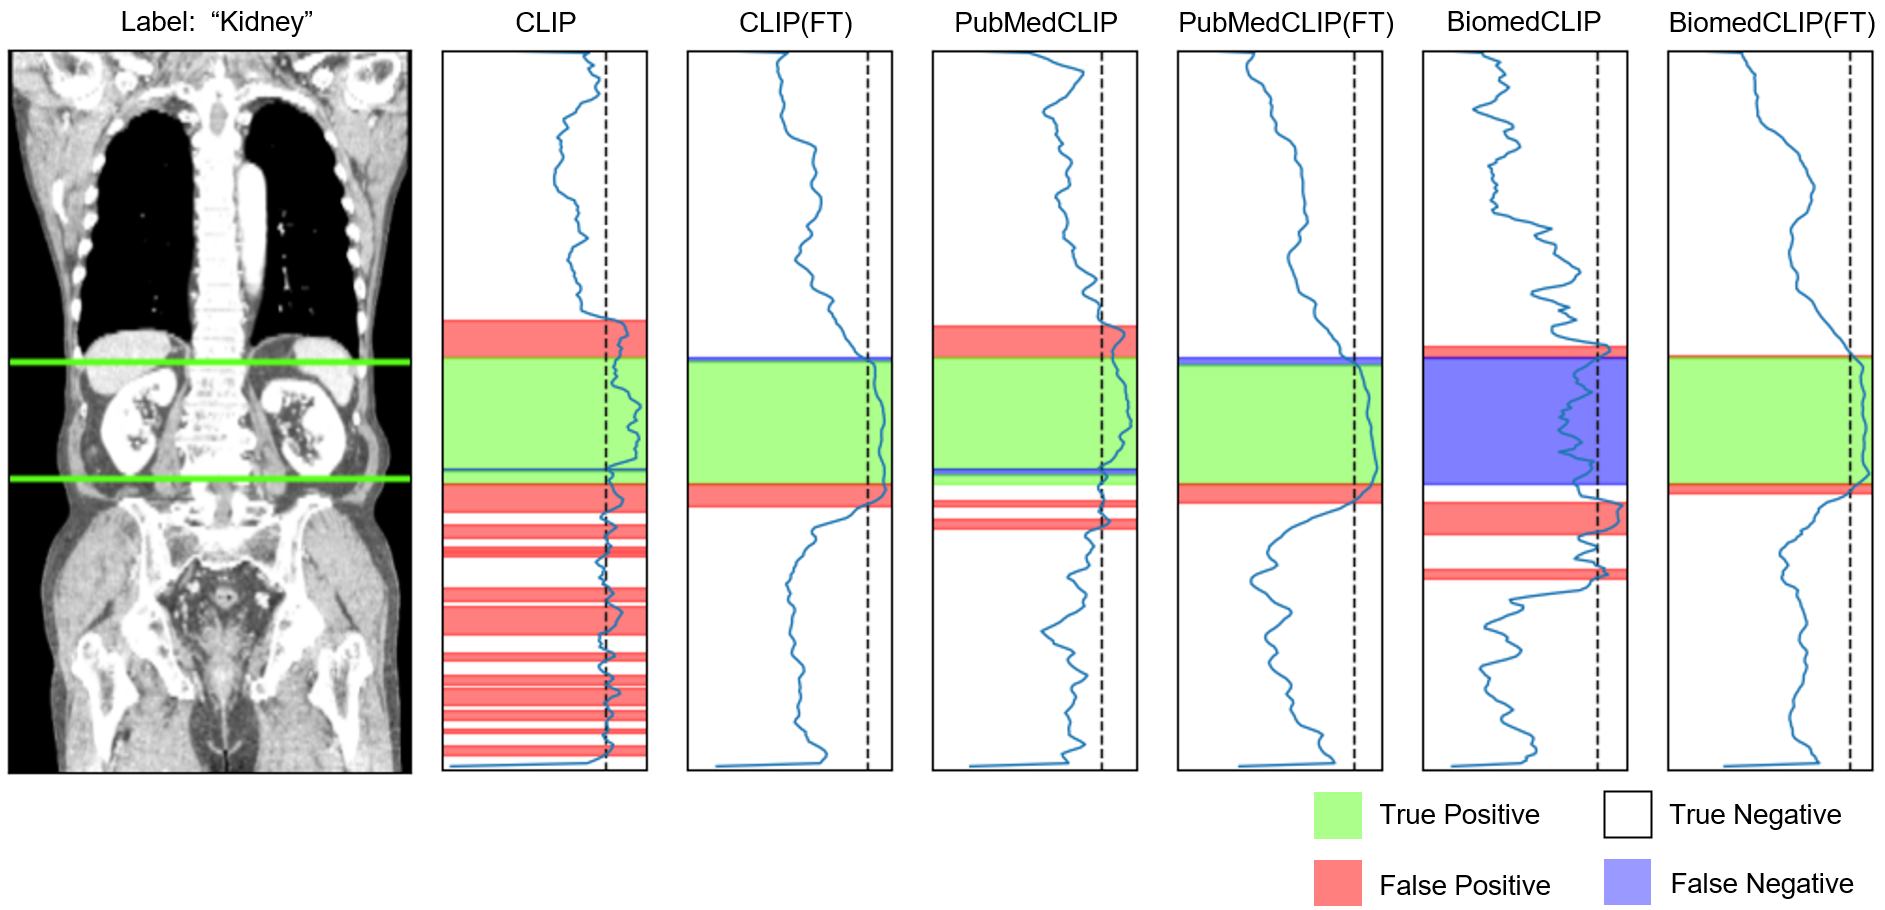 Label: “Kidney”
CLIP
CLIP(FT)
PubMedCLIP
PubMedCLIP(FT)
BiomedCLIP
BiomedCLIP(FT)
True Positive
True Negative
False Positive
False Negative